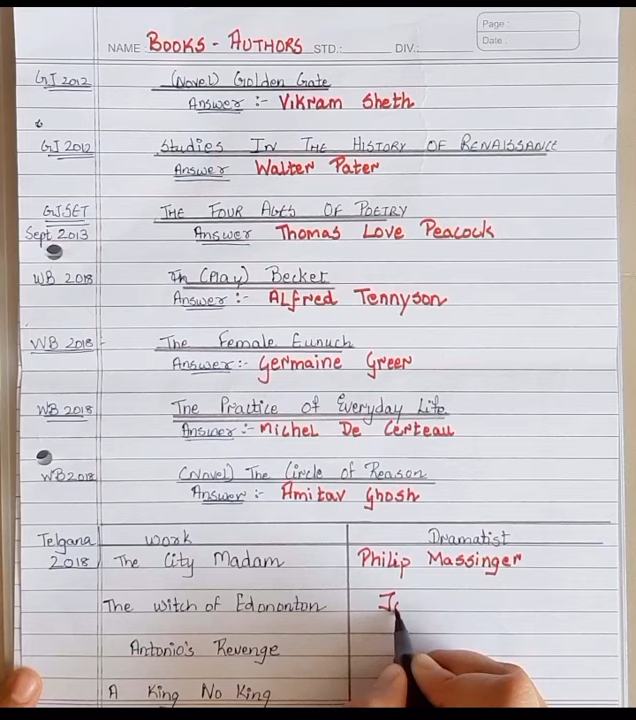 Page :
Date :
NAME : BOOKS - AUTHORS STD.: DIV.:
GJ 2012 (Novel) Golden Gate
Answer :- Vikram Sheth
GJ 2012 Studies In The History OF RENAISSANCE
Answer Walter Pater
GJSET THE FOUR AGES OF POETRY
Sept 2013 Answer Thomas Love Peacock
WB 2018 (Play) Becket
Answer :- ALfred Tennyson
WB 2018 - The Female Eunuch
Answer :- Germaine Greer
WB 2018 The Practice of Everyday Life
Answer :- Michel De Certeau
WB 2018 (Novel) The Circle of Reason
Answer :- Amitav Ghosh
Telgana Work Dramatist
2018 The City Madam Philip Massinger
The Witch of Edmonton Jo
Antonio's Revenge
A King No King